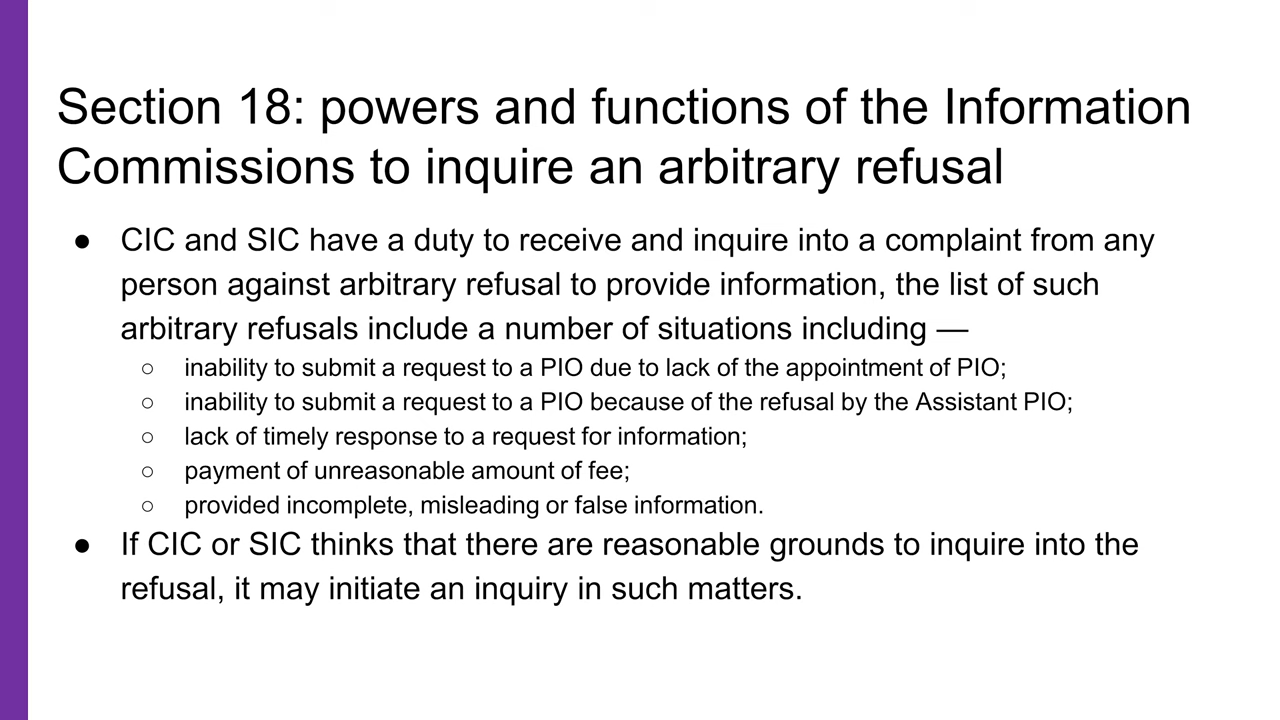 Section 18: powers and functions of the Information
Commissions to inquire an arbitrary refusal
● CIC and SIC have a duty to receive and inquire into a complaint from any
person against arbitrary refusal to provide information, the list of such
arbitrary refusals include a number of situations including —
○ inability to submit a request to a PIO due to lack of the appointment of PIO;
○ inability to submit a request to a PIO because of the refusal by the Assistant PIO;
○ lack of timely response to a request for information;
○ payment of unreasonable amount of fee;
○ provided incomplete, misleading or false information.
● If CIC or SIC thinks that there are reasonable grounds to inquire into the
refusal, it may initiate an inquiry in such matters.